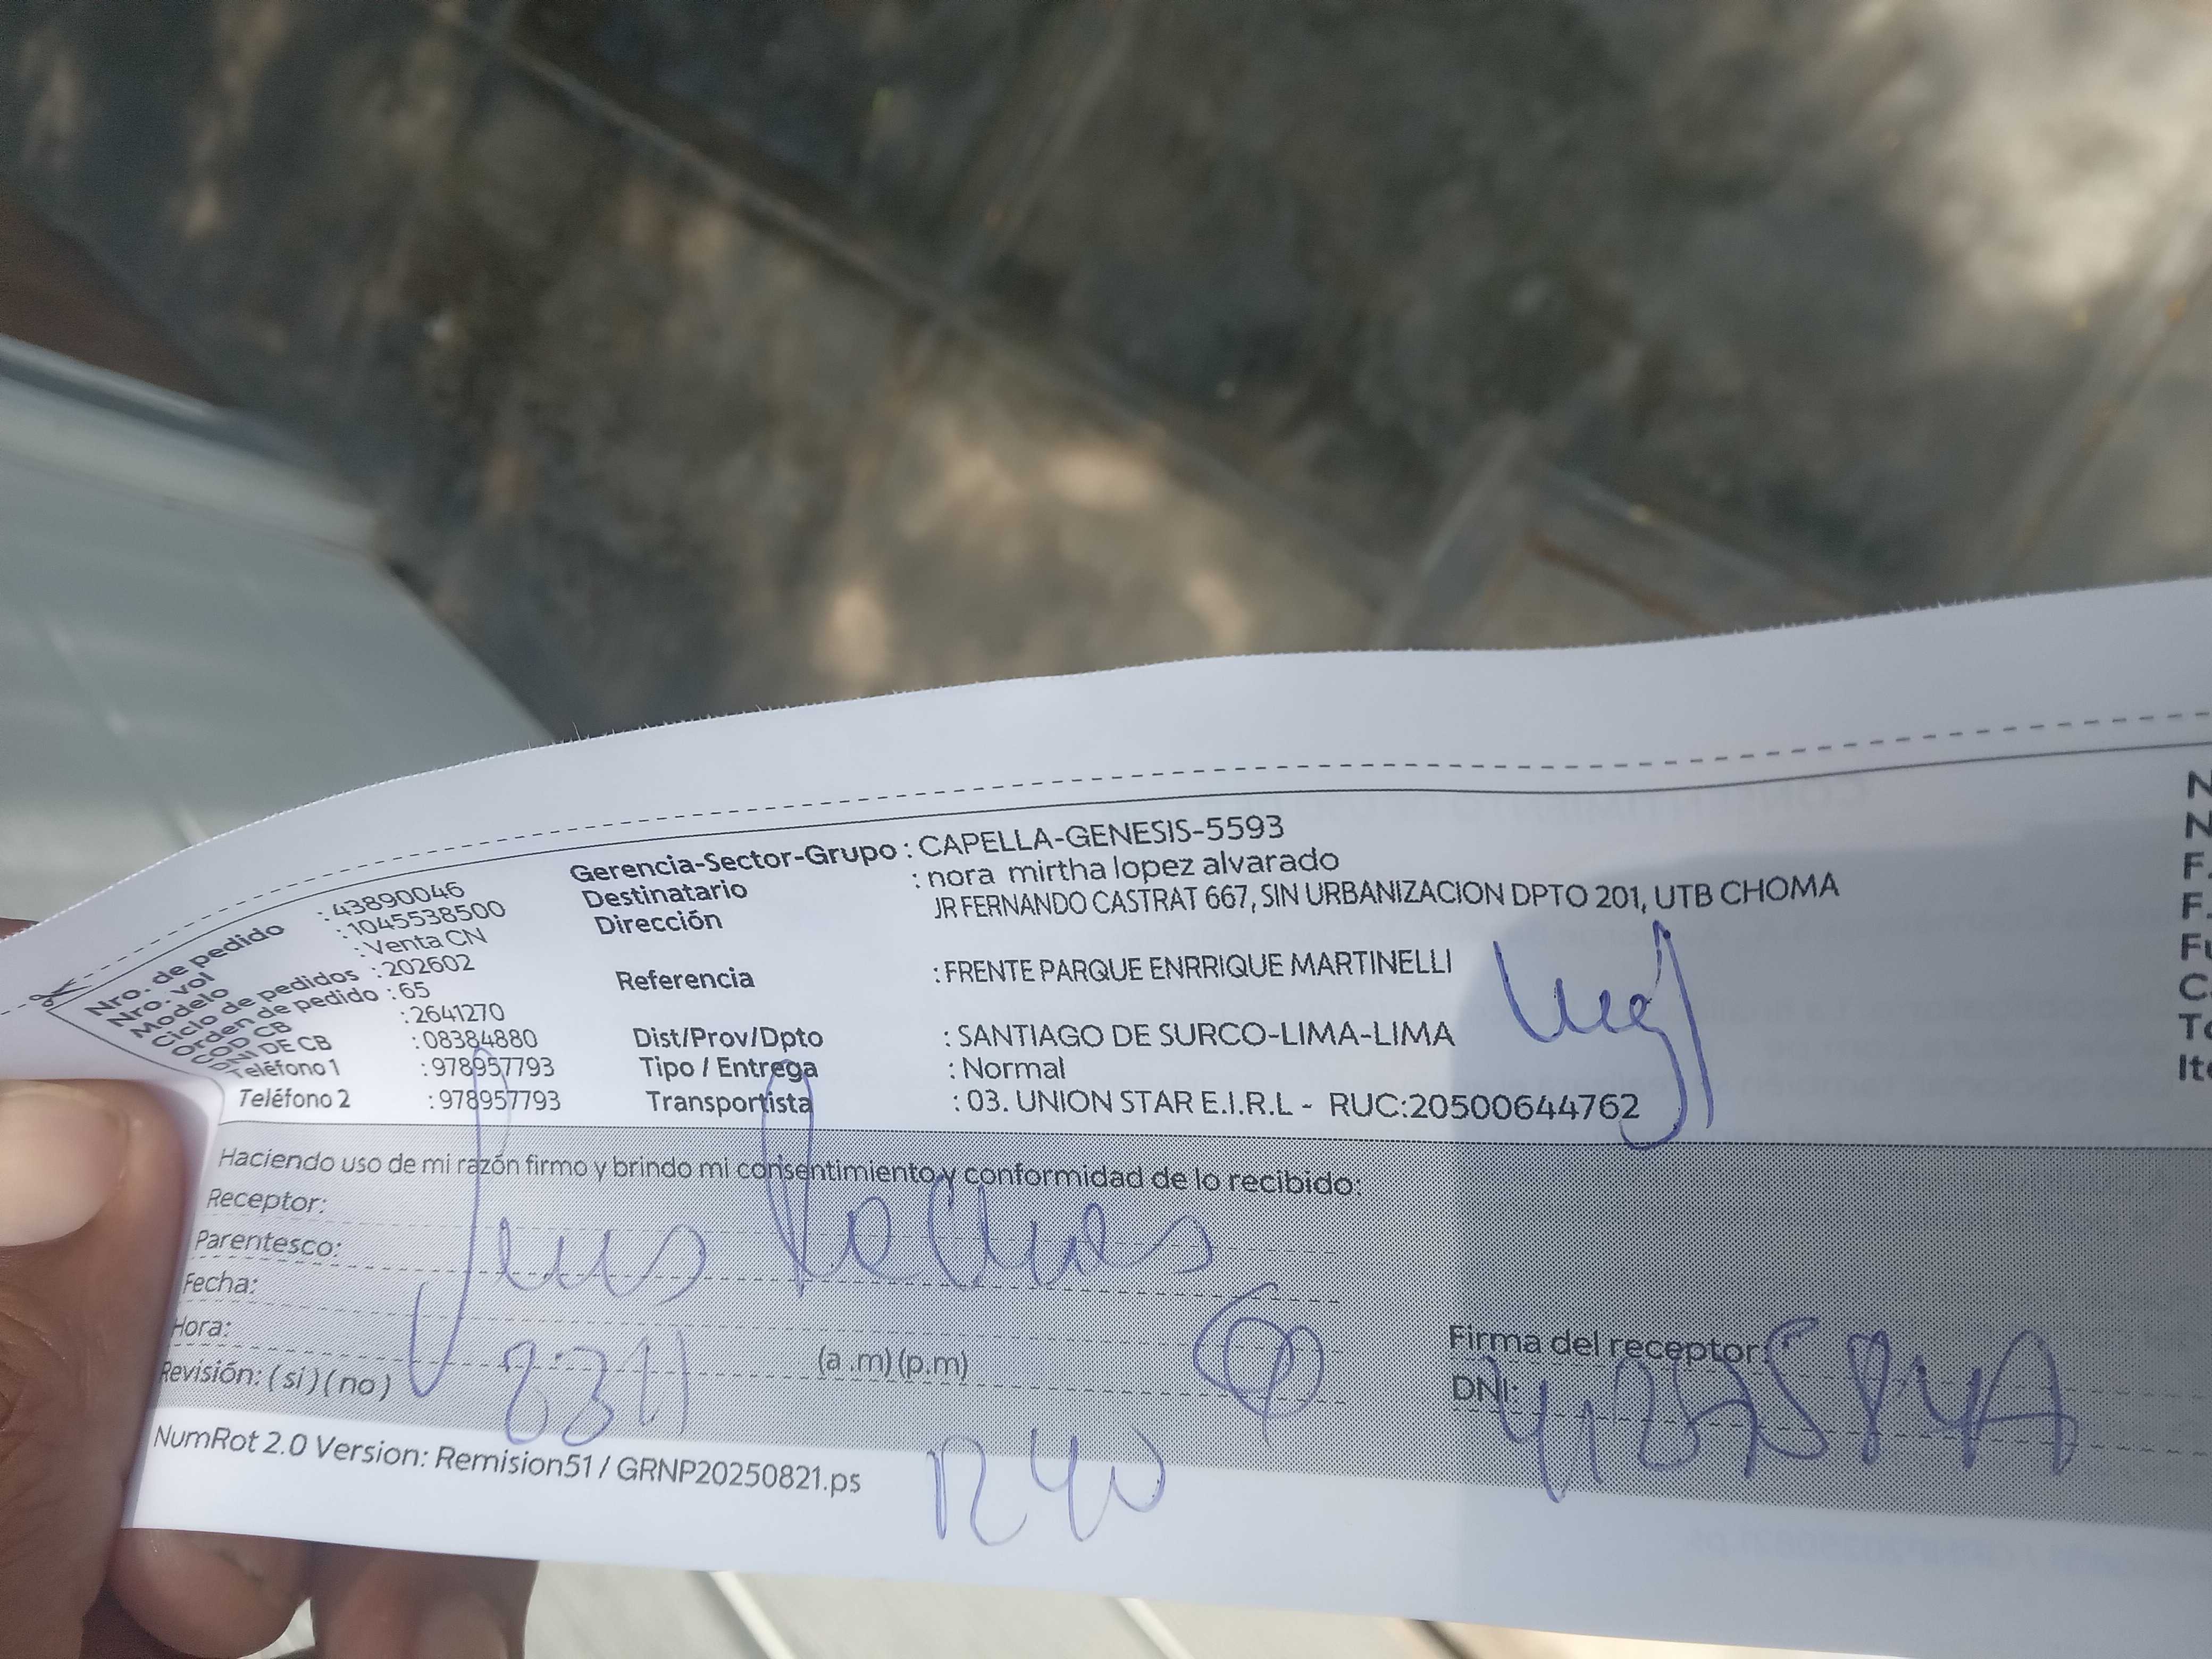 Nro. de pedido : 43890046
Nro. vol : 1045538500
Modelo : Venta CN
Ciclo de pedidos : 202602
Orden de pedido : 65
COD CB : 2641270
DNI DE CB : 08384880
Teléfono 1 : 978957793
Teléfono 2 : 978957793
Gerencia-Sector-Grupo : CAPELLA-GENESIS-5593
Destinatario : nora mirtha lopez alvarado
Dirección JR FERNANDO CASTRAT 667, SIN URBANIZACION DPTO 201, UTB CHOMA
Referencia : FRENTE PARQUE ENRRIQUE MARTINELLI
Dist/Prov/Dpto : SANTIAGO DE SURCO-LIMA-LIMA
Tipo / Entrega : Normal
Transportista : 03. UNION STAR E.I.R.L - RUC:20500644762
N
N
F.
F.
Fu
C
Te
Ite
Haciendo uso de mi razón firmo y brindo mi consentimiento y conformidad de lo recibido:
Receptor:
Parentesco:
Fecha:
Hora: (a .m) (p.m)
Revisión: ( si ) ( no )
Firma del receptor:
DNI:
NumRot 2.0 Version: Remision51 / GRNP20250821.ps